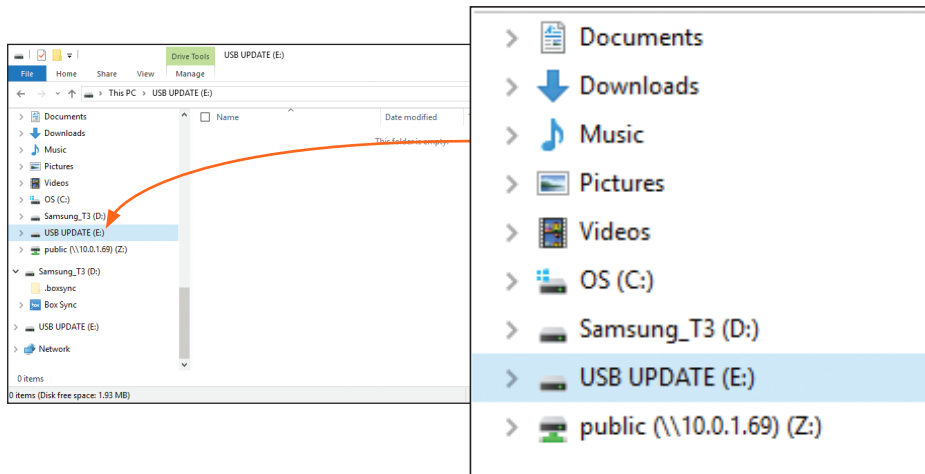 Drive Tools USB UPDATE (E:)
File Home Share View Manage
This PC > USB UPDATE (E:)
Name Date modified
This folder is empty.
Documents
Downloads
Music
Pictures
Videos
OS (C:)
Samsung_T3 (D:)
USB UPDATE (E:)
public (\\10.0.1.69) (Z:)
Samsung_T3 (D:)
.boxsync
box Box Sync
USB UPDATE (E:)
Network
0 items
0 items (Disk free space: 1.93 MB)
Documents
Downloads
Music
Pictures
Videos
OS (C:)
Samsung_T3 (D:)
USB UPDATE (E:)
public (\\10.0.1.69) (Z:)